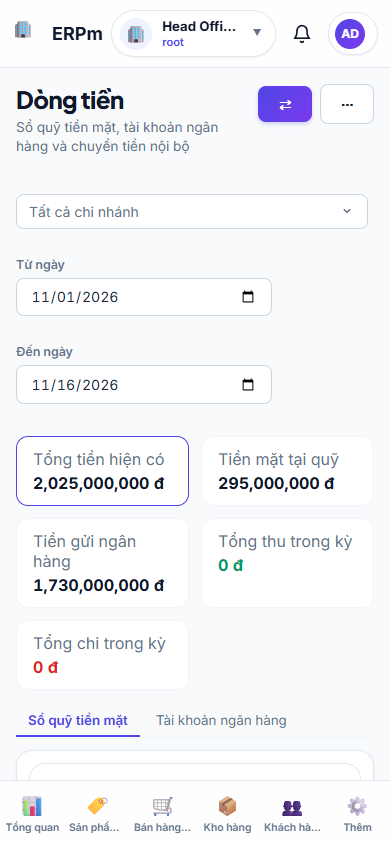 ERPm
Head Offi...
root
AD
Dòng tiền
Sổ quỹ tiền mặt, tài khoản ngân
hàng và chuyển tiền nội bộ
Tất cả chi nhánh
Từ ngày
11/01/2026
Đến ngày
11/16/2026
Tổng tiền hiện có
2,025,000,000 đ
Tiền mặt tại quỹ
295,000,000 đ
Tiền gửi ngân
hàng
1,730,000,000 đ
Tổng thu trong kỳ
0 đ
Tổng chi trong kỳ
0 đ
Sổ quỹ tiền mặt
Tài khoản ngân hàng
Tổng quan
Sản phẩ...
Bán hàng...
Kho hàng
Khách hà...
Thêm